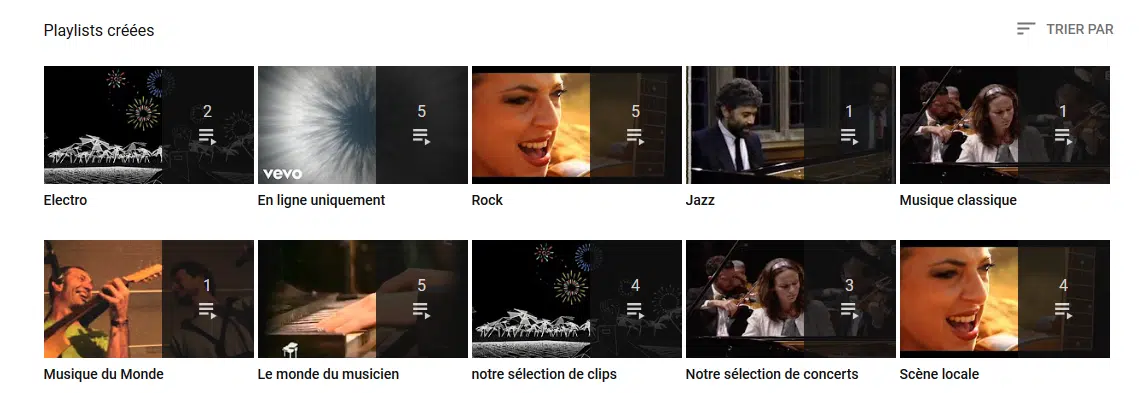 Playlists créées
TRIER PAR
2
5
5
1
1
vevo
Electro
En ligne uniquement
Rock
Jazz
Musique classique
1
5
4
3
4
Musique du Monde
Le monde du musicien
notre sélection de clips
Notre sélection de concerts
Scène locale